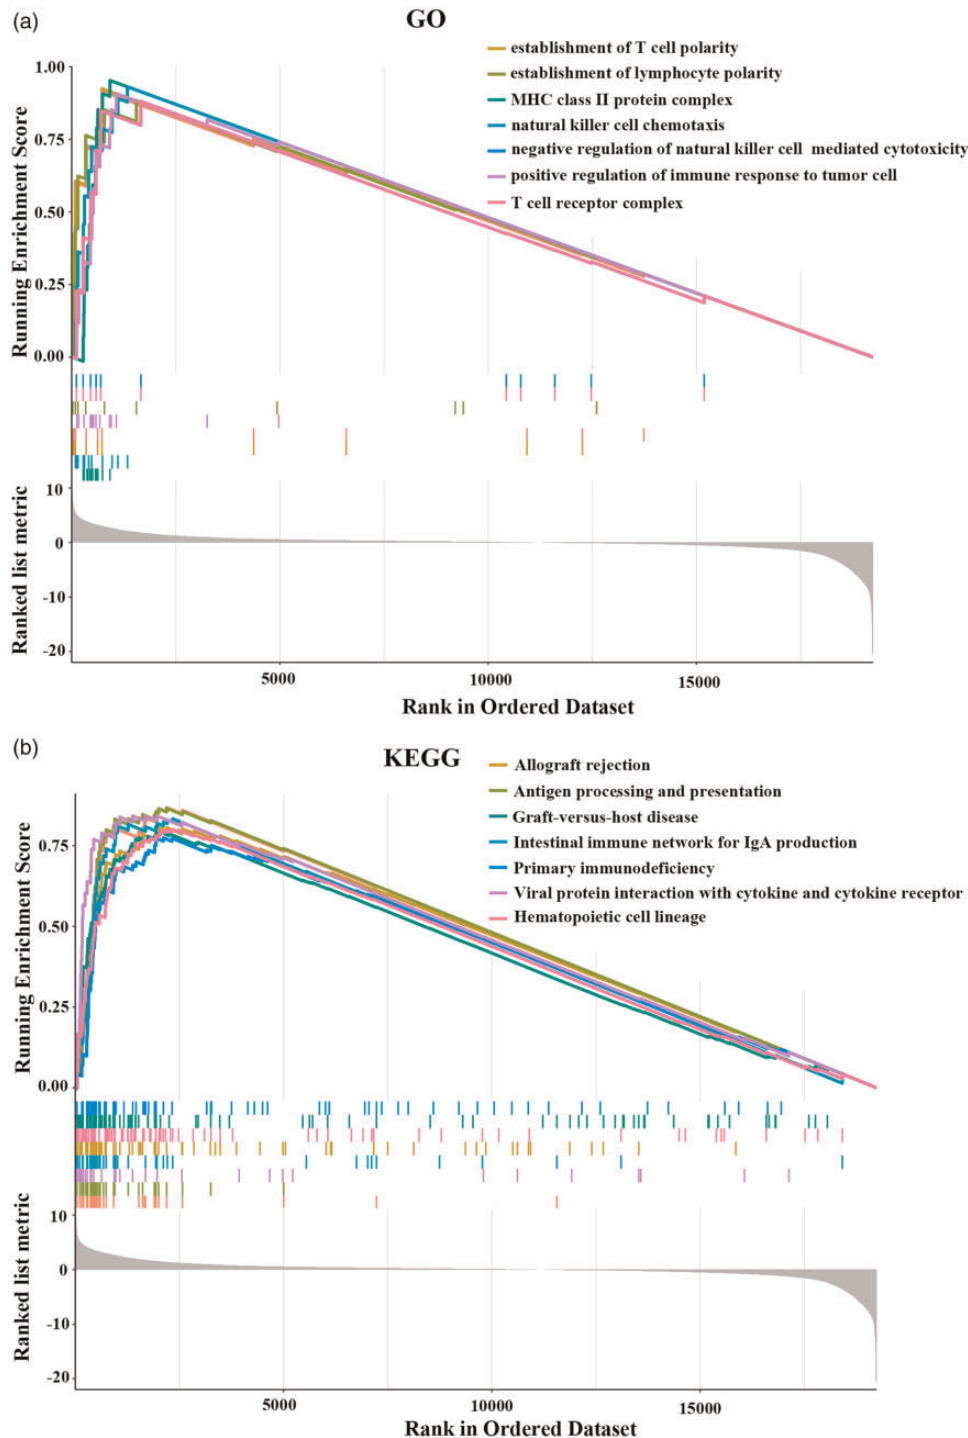 (a)
GO
establishment of T cell polarity
establishment of lymphocyte polarity
MHC class II protein complex
natural killer cell chemotaxis
negative regulation of natural killer cell mediated cytotoxicity
positive regulation of immune response to tumor cell
T cell receptor complex
Running Enrichment Score
1.00
0.75
0.50
0.25
0.00
Ranked list metric
10
0
-10
-20
5000
10000
15000
Rank in Ordered Dataset
(b)
KEGG
Allograft rejection
Antigen processing and presentation
Graft-versus-host disease
Intestinal immune network for IgA production
Primary immunodeficiency
Viral protein interaction with cytokine and cytokine receptor
Hematopoietic cell lineage
Running Enrichment Score
0.75
0.50
0.25
0.00
Ranked list metric
10
0
-10
-20
5000
10000
15000
Rank in Ordered Dataset